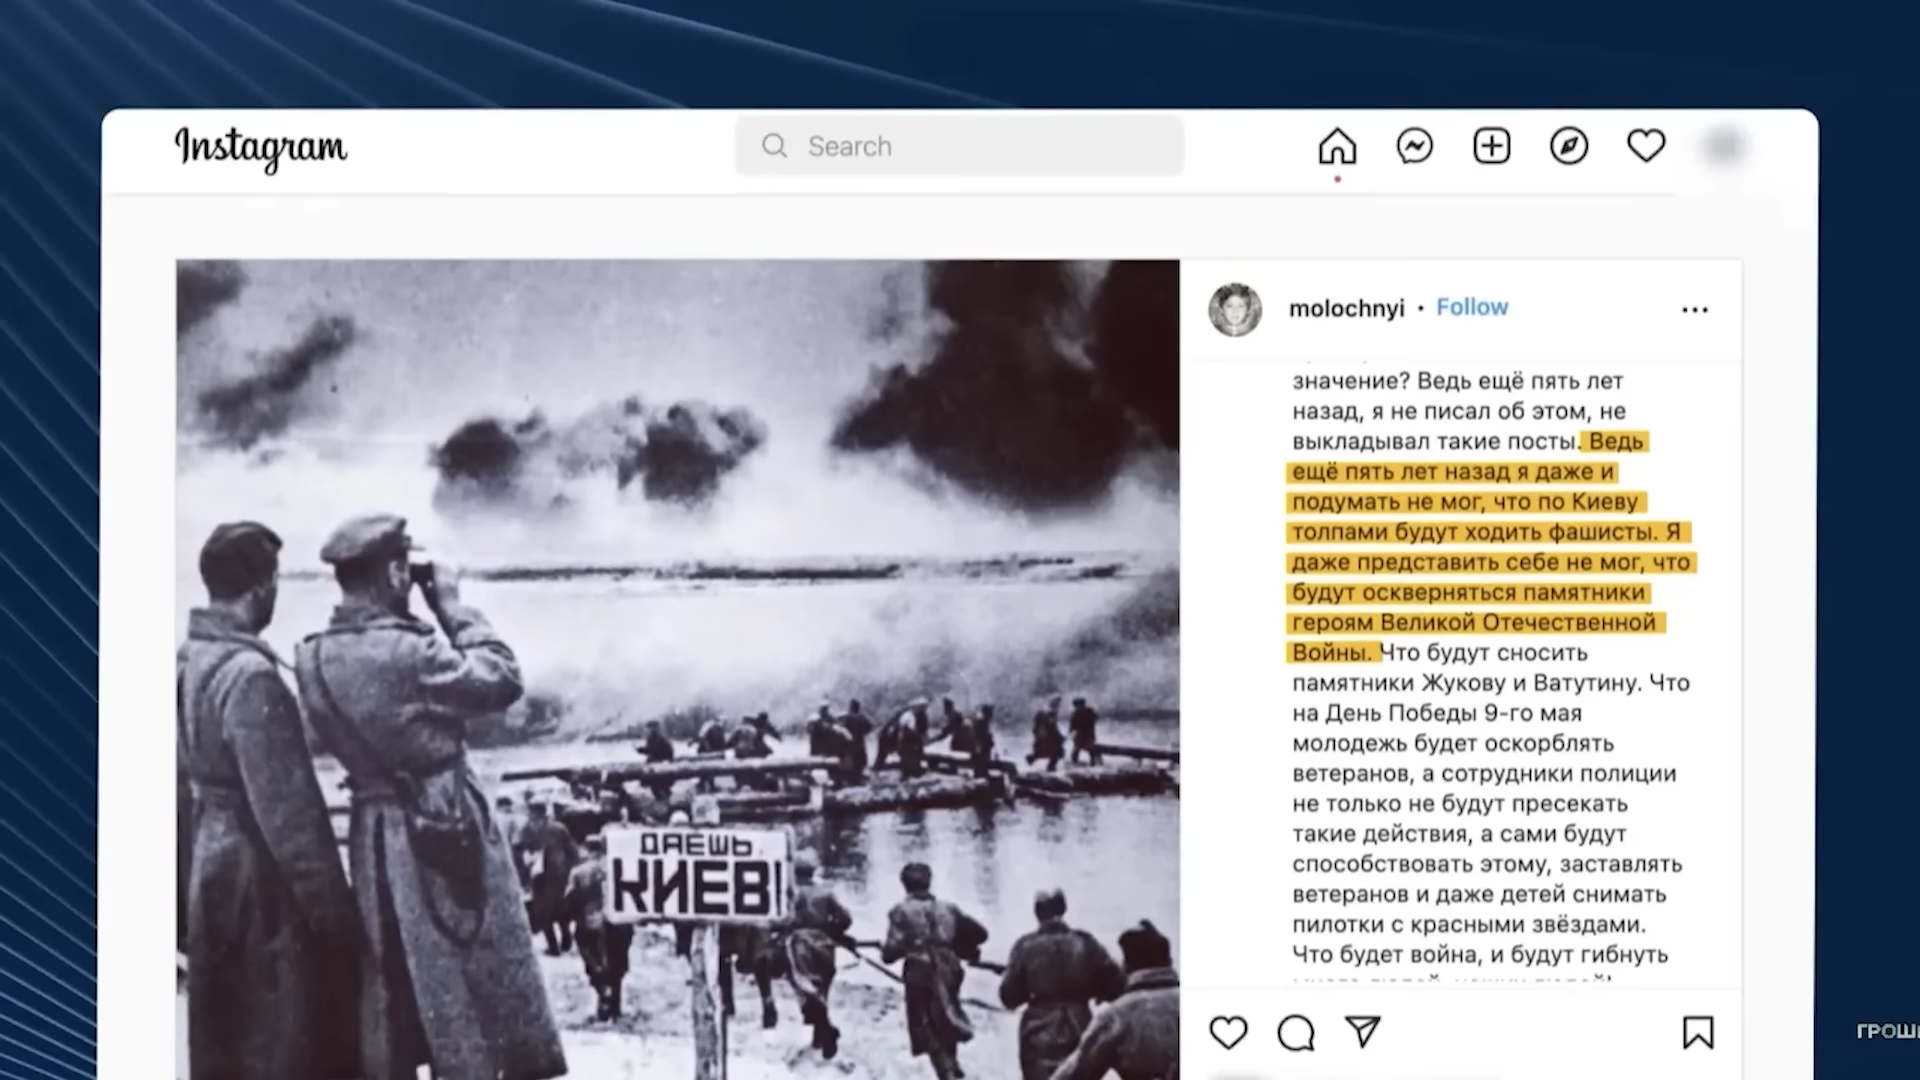 Instagram
Search
molochnyi • Follow
значение? Ведь ещё пять лет
назад, я не писал об этом, не
выкладывал такие посты. Ведь
ещё пять лет назад я даже и
подумать не мог, что по Киеву
толпами будут ходить фашисты. Я
даже представить себе не мог, что
будут оскверняться памятники
героям Великой Отечественной
Войны. Что будут сносить
памятники Жукову и Ватутину. Что
на День Победы 9-го мая
молодежь будет оскорблять
ветеранов, а сотрудники полиции
не только не будут пресекать
такие действия, а сами будут
способствовать этому, заставлять
ветеранов и даже детей снимать
пилотки с красными звёздами.
Что будет война, и будут гибнуть
ДАЕШЬ
КИЕВ!